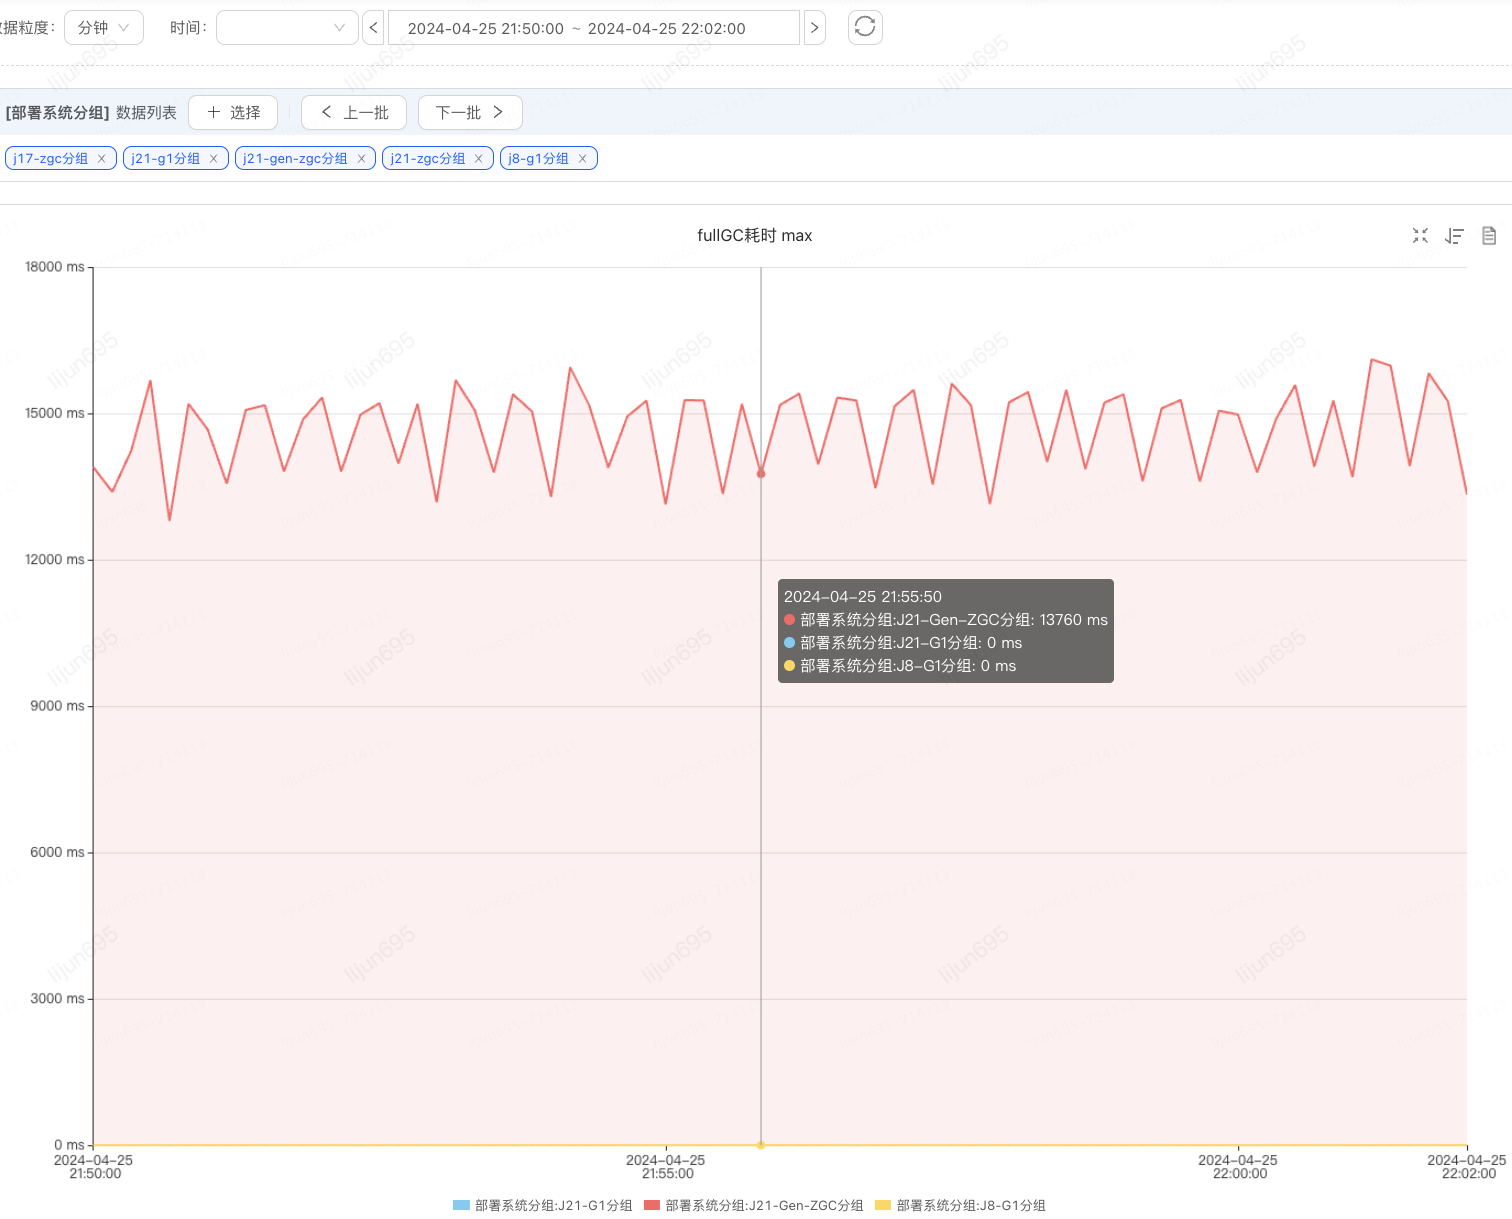 据粒度: 分钟 时间: < 2024-04-25 21:50:00 ~ 2024-04-25 22:02:00 >
[部署系统分组] 数据列表 + 选择 < 上一批 下一批 >
j17-zgc分组 × j21-g1分组 × j21-gen-zgc分组 × j21-zgc分组 × j8-g1分组 ×
fullGC耗时 max
18000 ms
15000 ms
12000 ms
9000 ms
6000 ms
3000 ms
0 ms
2024-04-25 21:55:50
部署系统分组:J21-Gen-ZGC分组: 13760 ms
部署系统分组:J21-G1分组: 0 ms
部署系统分组:J8-G1分组: 0 ms
2024-04-25 2024-04-25 2024-04-25 2024-04-25
21:50:00 21:55:00 22:00:00 22:02:00
部署系统分组:J21-G1分组 部署系统分组:J21-Gen-ZGC分组 部署系统分组:J8-G1分组
lijun695